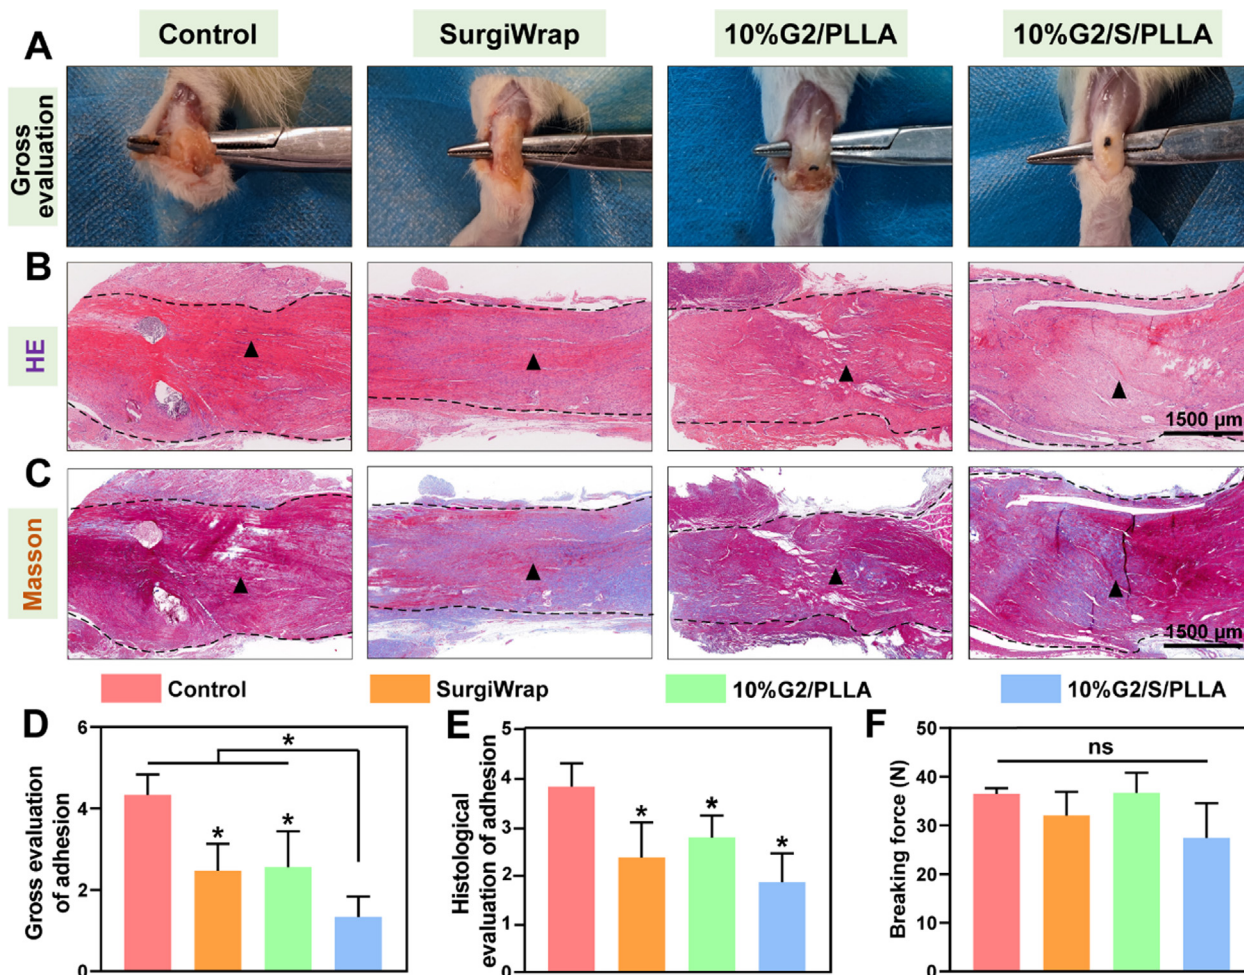 A
Control
SurgiWrap
10%G2/PLLA
10%G2/S/PLLA
Gross
evaluation
B
HE
1500 μm
C
Masson
1500 μm
Control
SurgiWrap
10%G2/PLLA
10%G2/S/PLLA
D
Gross evaluation
of adhesion
6
4
2
0
*
*
*
E
Histological
evaluation of adhesion
5
4
3
2
1
0
*
*
*
F
Breaking force (N)
50
40
30
20
10
0
ns